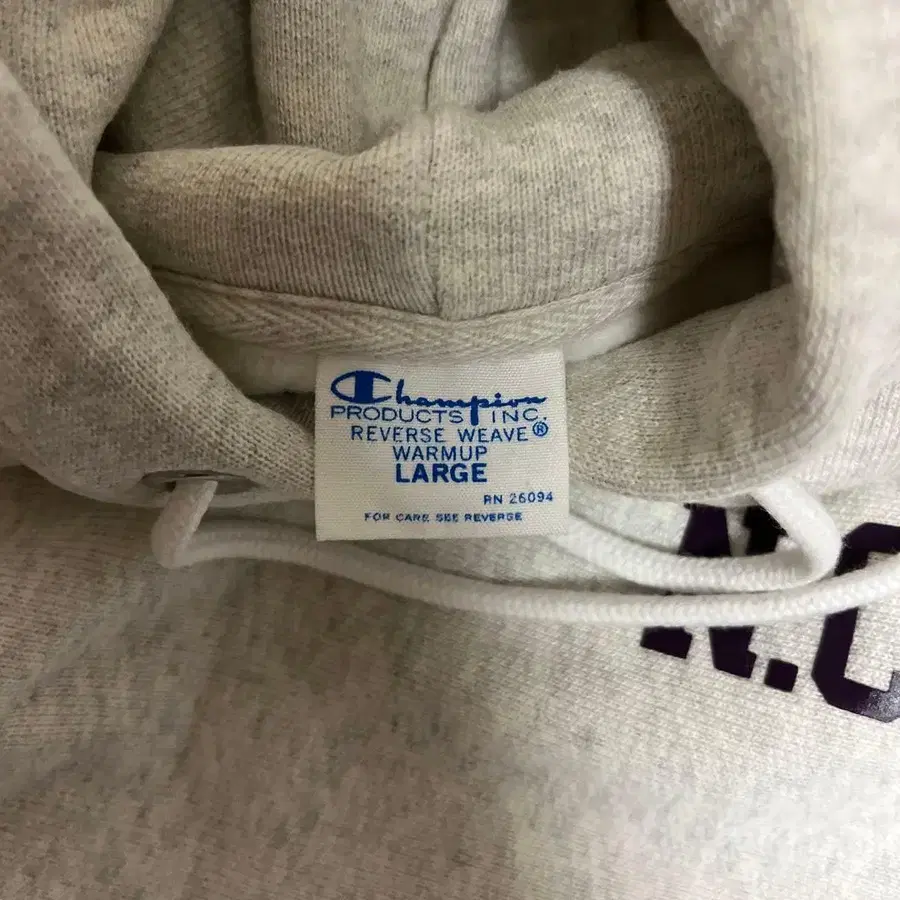 Champion
PRODUCTS INC.
REVERSE WEAVE®
WARMUP
LARGE
RN 26094
FOR CARE SEE REVERSE
N.C